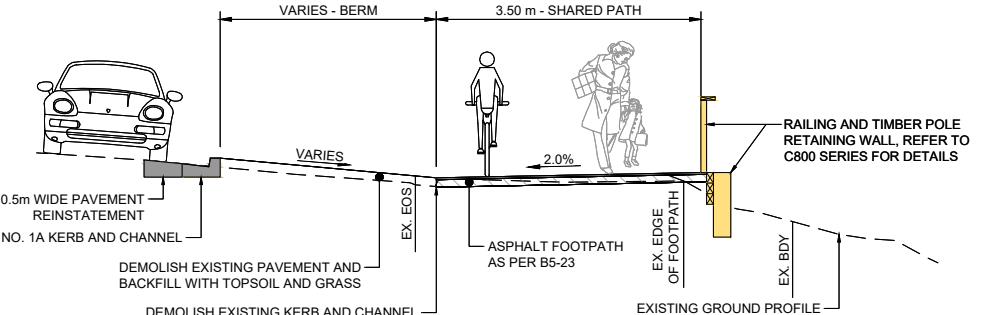 VARIES - BERM
3.50 m - SHARED PATH
RAILING AND TIMBER POLE
RETAINING WALL, REFER TO
C800 SERIES FOR DETAILS
VARIES
2.0%
0.5m WIDE PAVEMENT
REINSTATEMENT
NO. 1A KERB AND CHANNEL
EX. EOS
ASPHALT FOOTPATH
AS PER B5-23
EX. EDGE
OF FOOTPATH
EX. BDY
DEMOLISH EXISTING PAVEMENT AND
BACKFILL WITH TOPSOIL AND GRASS
DEMOLISH EXISTING KERB AND CHANNEL
EXISTING GROUND PROFILE